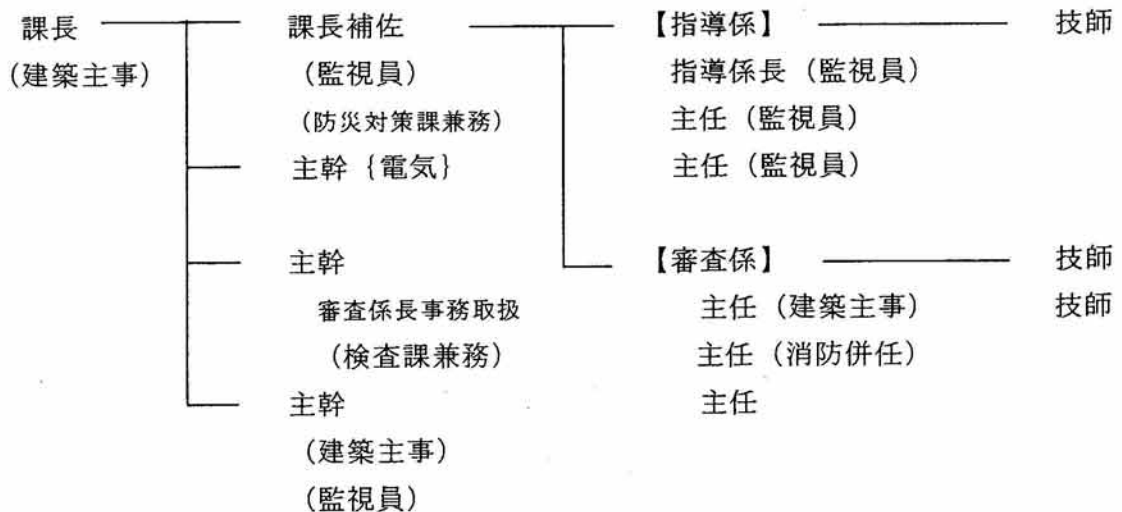 課長 課長補佐 【指導係】 技師
(建築主事) (監視員) 指導係長(監視員)
(防災対策課兼務) 主任(監視員)
主幹{電気} 主任(監視員)
主幹 【審査係】 技師
審査係長事務取扱 主任(建築主事) 技師
(検査課兼務) 主任(消防併任)
主幹 主任
(建築主事)
(監視員)